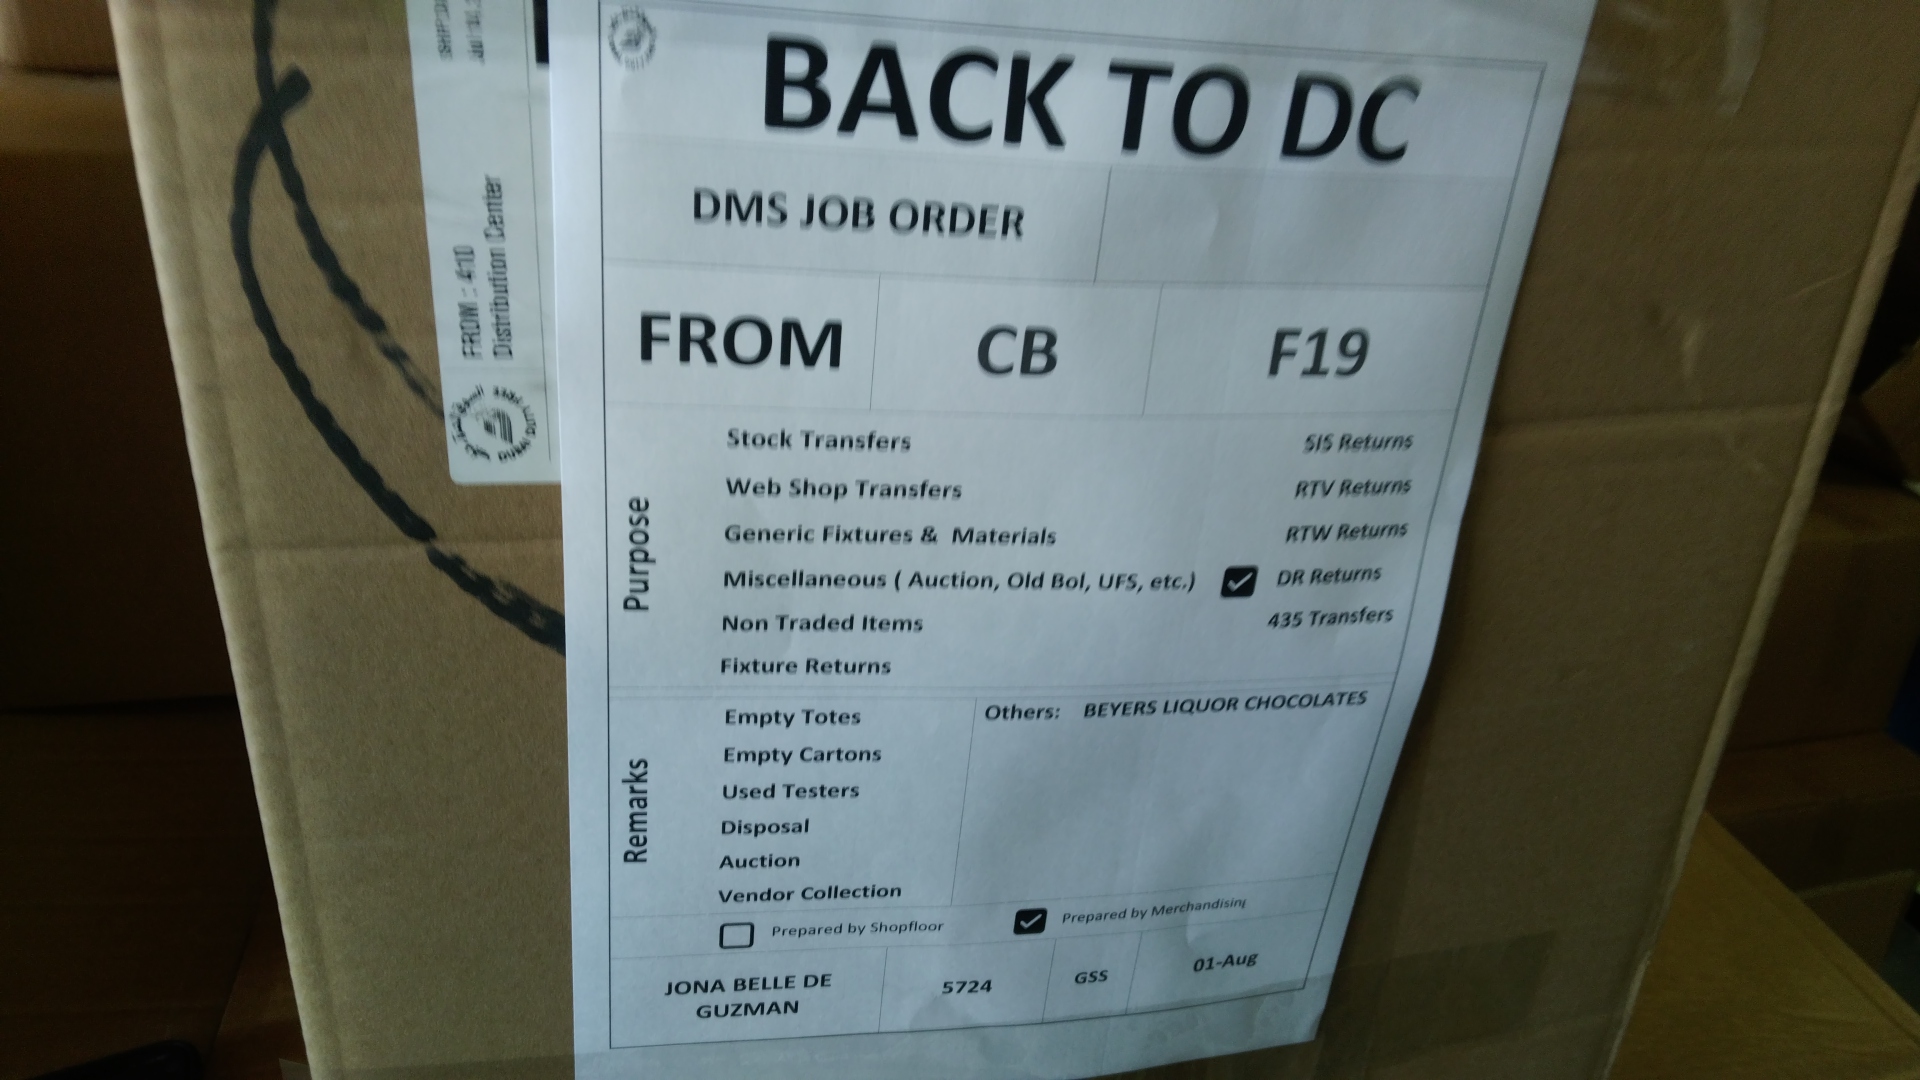 BACK TO DC
DMS JOB ORDER
FROM CB F19
Purpose
Stock Transfers SIS Returns
Web Shop Transfers RTV Returns
Generic Fixtures & Materials RTW Returns
Miscellaneous ( Auction, Old Bol, UFS, etc.) DR Returns
Non Traded Items 435 Transfers
Fixture Returns
Remarks
Empty Totes
Empty Cartons
Used Testers
Disposal
Auction
Vendor Collection
Others: BEYERS LIQUOR CHOCOLATES
Prepared by Shopfloor Prepared by Merchandising
JONA BELLE DE
GUZMAN
5724 GSS 01-Aug
FROM : 410
Distribution Center